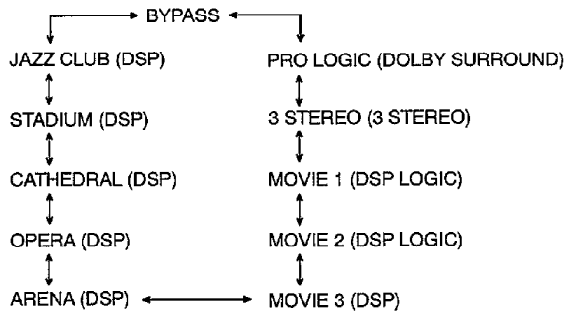 BYPASS
JAZZ CLUB (DSP) PRO LOGIC (DOLBY SURROUND)
STADIUM (DSP) 3 STEREO (3 STEREO)
CATHEDRAL (DSP) MOVIE 1 (DSP LOGIC)
OPERA (DSP) MOVIE 2 (DSP LOGIC)
ARENA (DSP) MOVIE 3 (DSP)